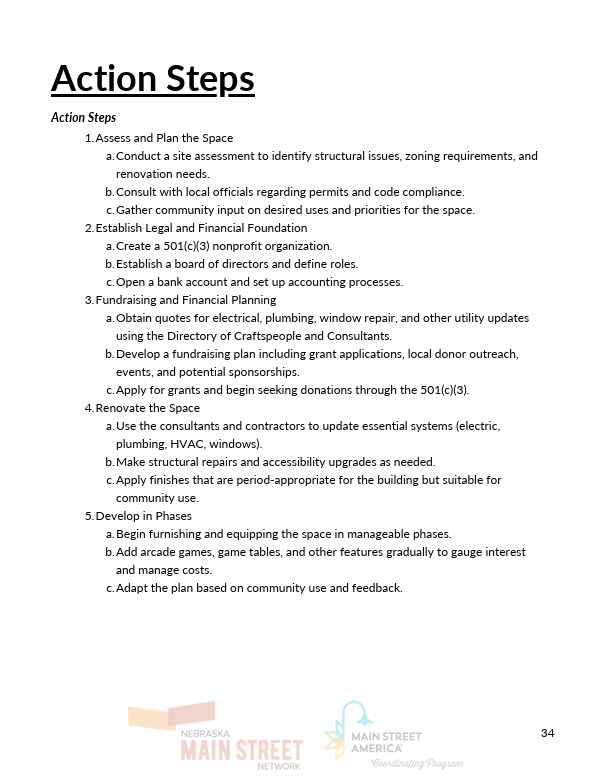 Action Steps
Action Steps
1. Assess and Plan the Space
a. Conduct a site assessment to identify structural issues, zoning requirements, and
renovation needs.
b. Consult with local officials regarding permits and code compliance.
c. Gather community input on desired uses and priorities for the space.
2. Establish Legal and Financial Foundation
a. Create a 501(c)(3) nonprofit organization.
b. Establish a board of directors and define roles.
c. Open a bank account and set up accounting processes.
3. Fundraising and Financial Planning
a. Obtain quotes for electrical, plumbing, window repair, and other utility updates
using the Directory of Craftspeople and Consultants.
b. Develop a fundraising plan including grant applications, local donor outreach,
events, and potential sponsorships.
c. Apply for grants and begin seeking donations through the 501(c)(3).
4. Renovate the Space
a. Use the consultants and contractors to update essential systems (electric,
plumbing, HVAC, windows).
b. Make structural repairs and accessibility upgrades as needed.
c. Apply finishes that are period-appropriate for the building but suitable for
community use.
5. Develop in Phases
a. Begin furnishing and equipping the space in manageable phases.
b. Add arcade games, game tables, and other features gradually to gauge interest
and manage costs.
c. Adapt the plan based on community use and feedback.
NEBRASKA
MAIN STREET
NETWORK
MAIN STREET
AMERICA
Coordinating Program
34